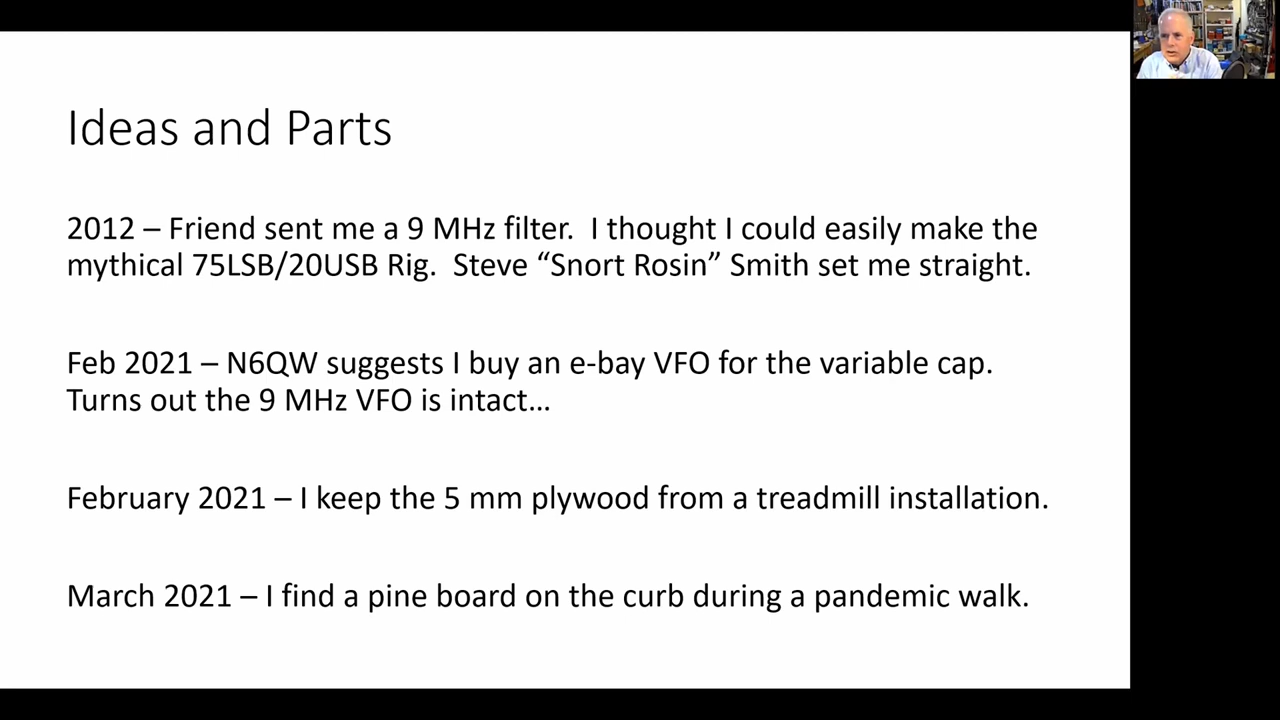 Ideas and Parts
2012 – Friend sent me a 9 MHz filter.  I thought I could easily make the
mythical 75LSB/20USB Rig.  Steve “Snort Rosin” Smith set me straight.
Feb 2021 – N6QW suggests I buy an e-bay VFO for the variable cap.
Turns out the 9 MHz VFO is intact…
February 2021 – I keep the 5 mm plywood from a treadmill installation.
March 2021 – I find a pine board on the curb during a pandemic walk.